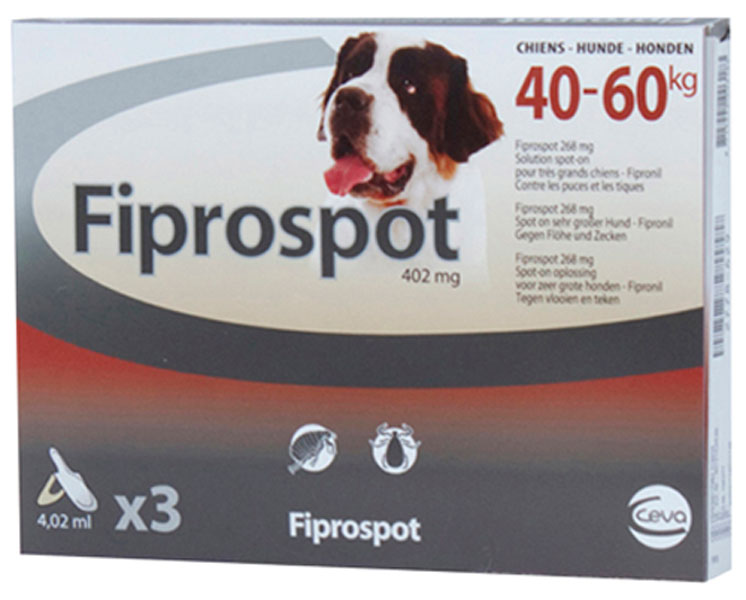 CHIENS - HUNDE - HONDEN
40-60kg
Fiprospot 268 mg
Solution spot-on
pour très grands chiens - Fipronil
Contre les puces et les tiques
Fiprospot 268 mg
Spot on sehr großer Hund - Fipronil
Gegen Flöhe und Zecken
Fiprospot 268 mg
Spot-on oplossing
voor zeer grote honden - Fipronil
Tegen vlooien en teken
Fiprospot
402 mg
4,02 ml x3
Fiprospot
Ceva